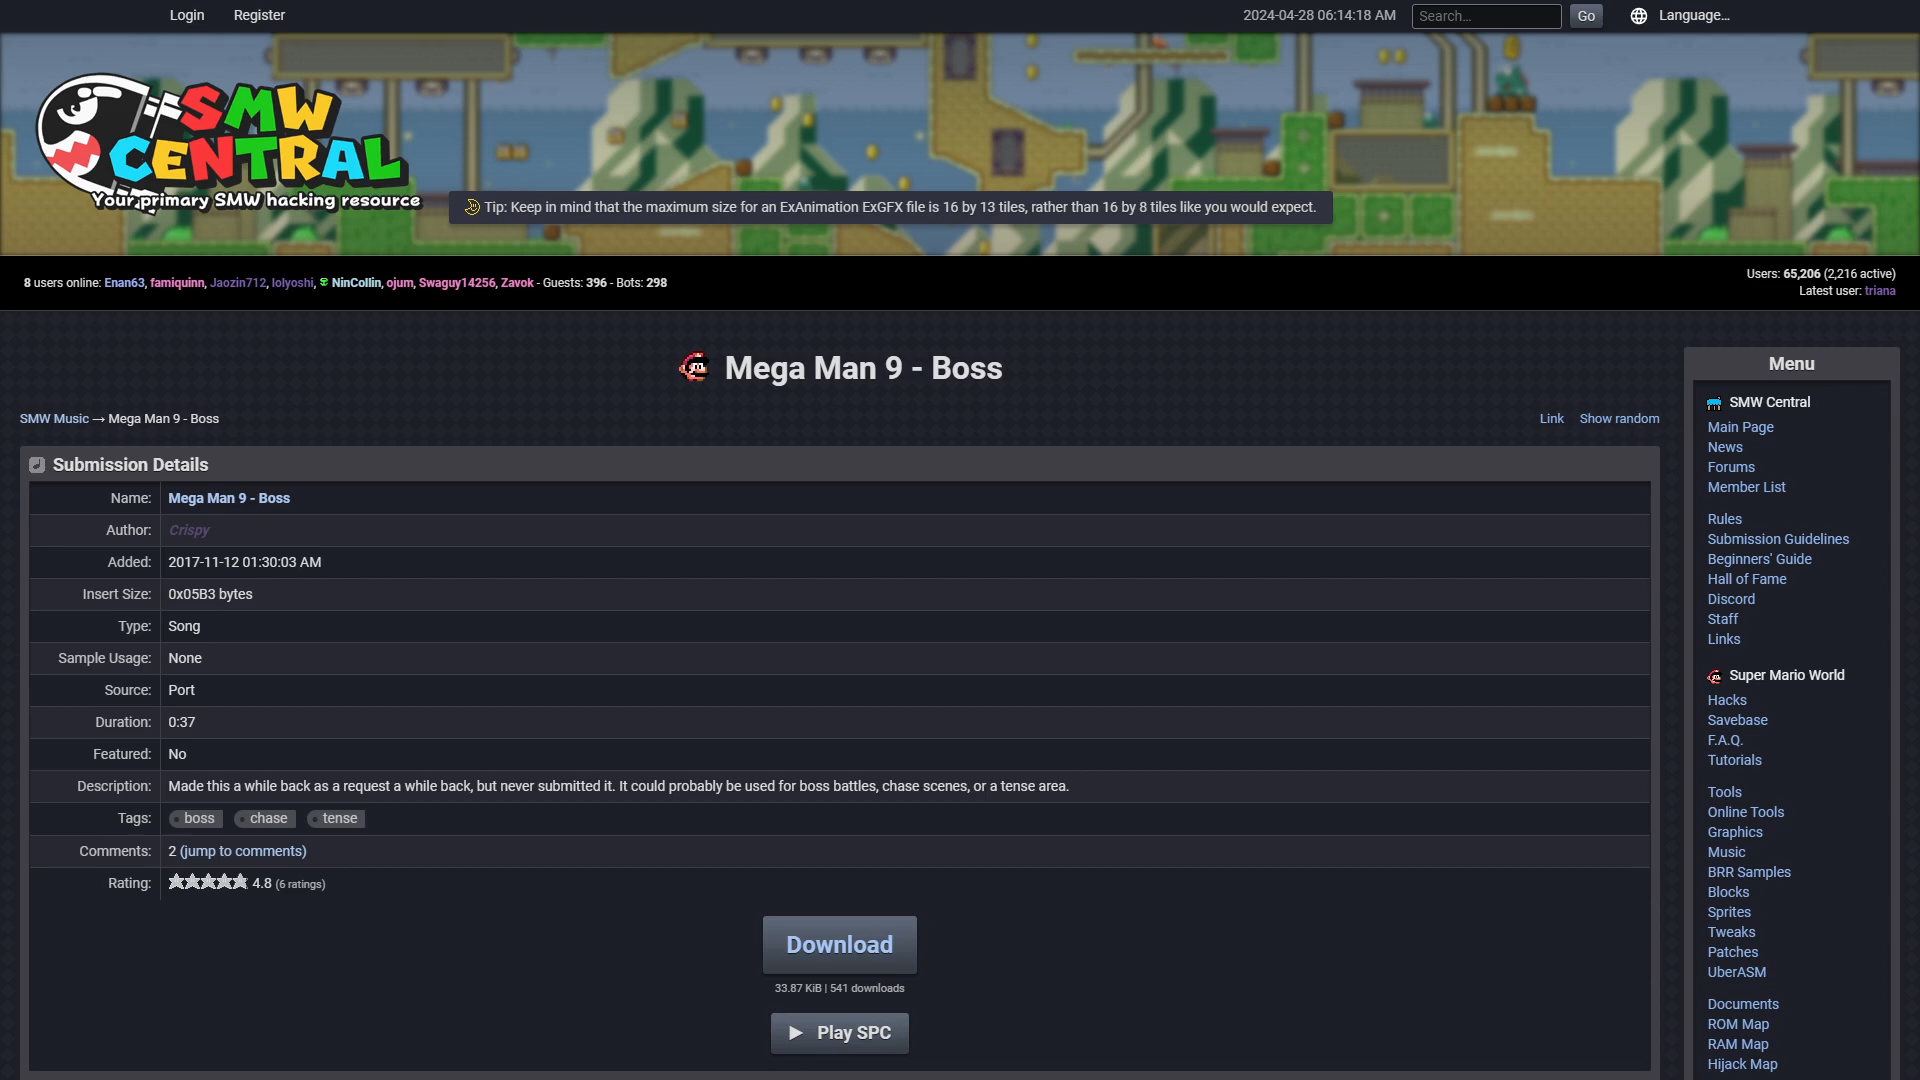 Login Register 2024-04-28 06:14:18 AM Search... Go Language...
SMW
CENTRAL
Your primary SMW hacking resource
Tip: Keep in mind that the maximum size for an ExAnimation ExGFX file is 16 by 13 tiles, rather than 16 by 8 tiles like you would expect.
8 users online: Enan63, famiquinn, Jaozin712, lolyoshi, NinCollin, ojum, Swaguy14256, Zavok - Guests: 396 - Bots: 298
Users: 65,206 (2,216 active)
Latest user: triana
Mega Man 9 - Boss
SMW Music → Mega Man 9 - Boss
Link Show random
Submission Details
Name: Mega Man 9 - Boss
Author: Crispy
Added: 2017-11-12 01:30:03 AM
Insert Size: 0x05B3 bytes
Type: Song
Sample Usage: None
Source: Port
Duration: 0:37
Featured: No
Description: Made this a while back as a request a while back, but never submitted it. It could probably be used for boss battles, chase scenes, or a tense area.
Tags: boss chase tense
Comments: 2 (jump to comments)
Rating: 4.8 (6 ratings)
Download
33.87 KiB | 541 downloads
Play SPC
Menu
SMW Central
Main Page
News
Forums
Member List
Rules
Submission Guidelines
Beginners' Guide
Hall of Fame
Discord
Staff
Links
Super Mario World
Hacks
Savebase
F.A.Q.
Tutorials
Tools
Online Tools
Graphics
Music
BRR Samples
Blocks
Sprites
Tweaks
Patches
UberASM
Documents
ROM Map
RAM Map
Hijack Map